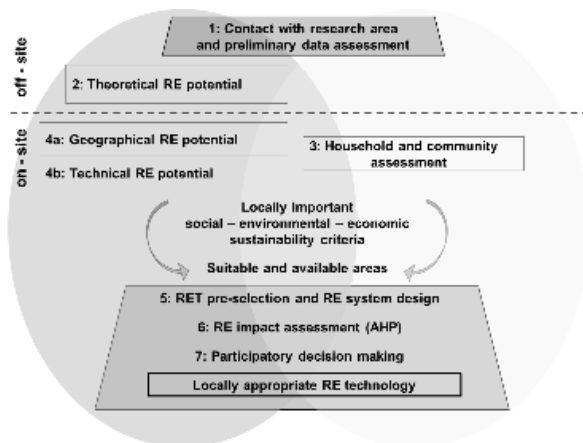 1: Contact with research area
and preliminary data assessment
off - site
2: Theoretical RE potential
on - site
4a: Geographical RE potential
3: Household and community
assessment
4b: Technical RE potential
Locally important
social – environmental – economic
sustainability criteria
Suitable and available areas
5: RET pre-selection and RE system design
6: RE impact assessment (AHP)
7: Participatory decision making
Locally appropriate RE technology